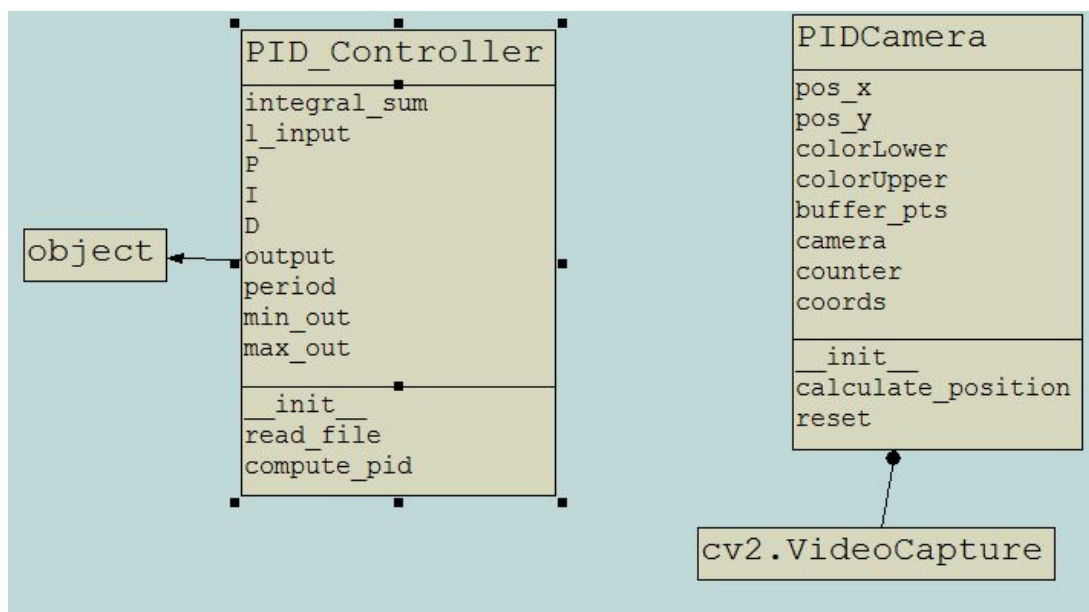 PID_Controller
integral_sum
l_input
P
I
D
output
period
min_out
max_out
__init__
read_file
compute_pid
object
PIDCamera
pos_x
pos_y
colorLower
colorUpper
buffer_pts
camera
counter
coords
__init__
calculate_position
reset
cv2.VideoCapture